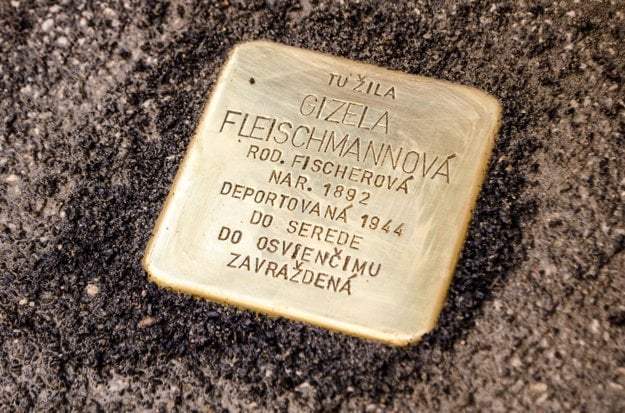 TU ŽILA
GIZELA
FLEISCHMANNOVÁ
ROD. FISCHEROVÁ
NAR. 1892
DEPORTOVANÁ 1944
DO SEREDE
DO OSVIENČIMU
ZAVRAŽDENÁ